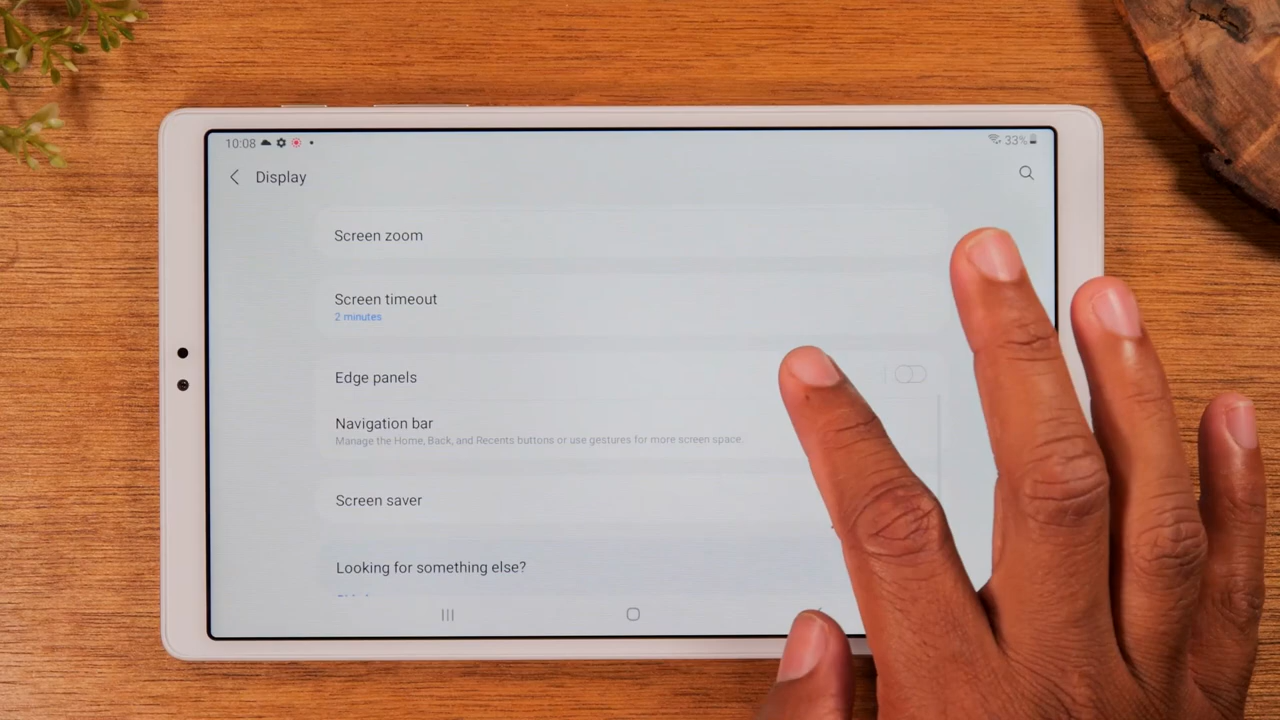 10:08
33%
Display
Screen zoom
Screen timeout
2 minutes
Edge panels
Navigation bar
Manage the Home, Back, and Recents buttons or use gestures for more screen space.
Screen saver
Looking for something else?